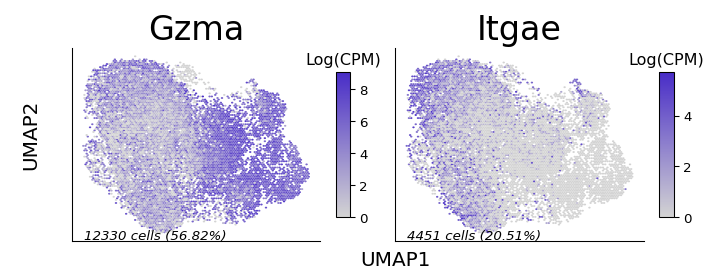 Gzma
Itgae
Log(CPM)
Log(CPM)
8
6
4
2
0
4
2
0
UMAP2
12330 cells (56.82%)
4451 cells (20.51%)
UMAP1